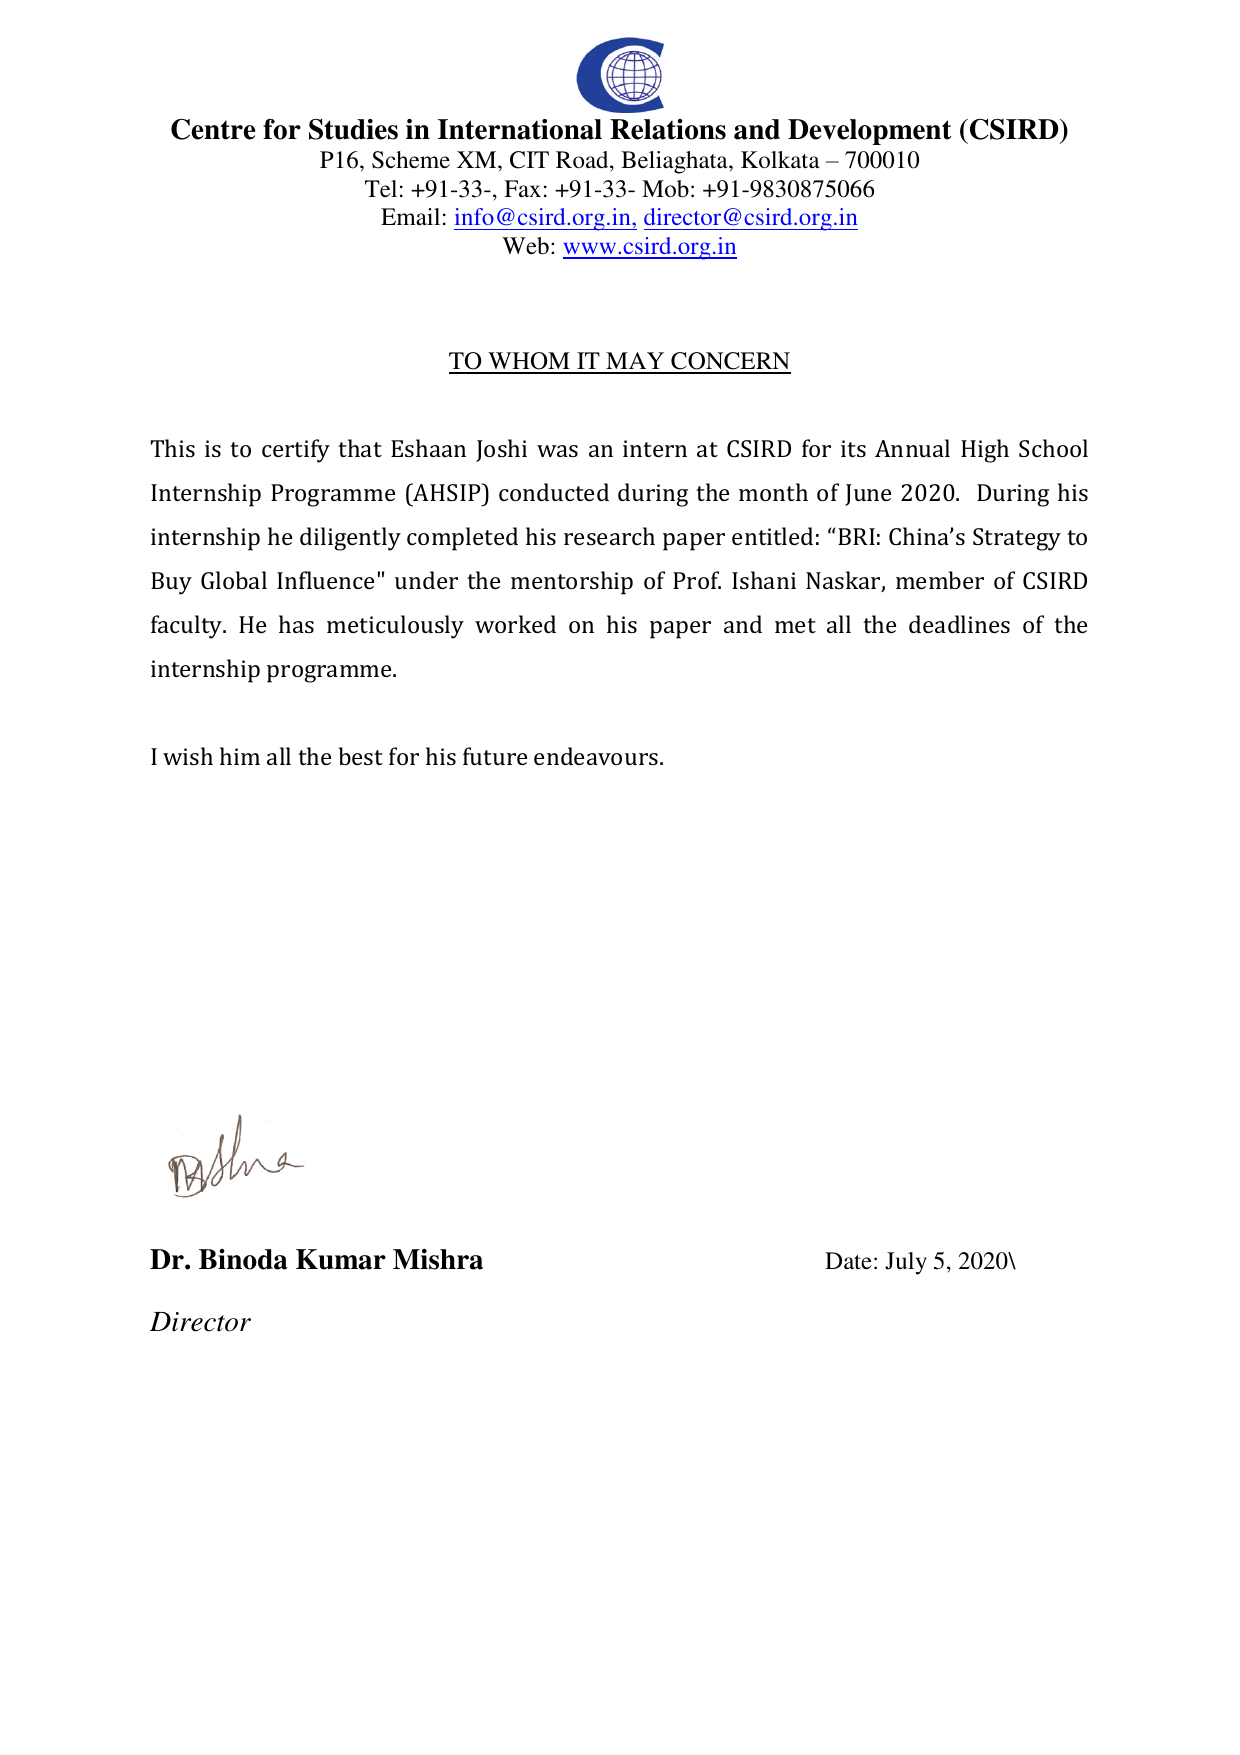 Centre for Studies in International Relations and Development (CSIRD)
P16, Scheme XM, CIT Road, Beliaghata, Kolkata – 700010
Tel: +91-33-, Fax: +91-33- Mob: +91-9830875066
Email: info@csird.org.in, director@csird.org.in
Web: www.csird.org.in
TO WHOM IT MAY CONCERN
This is to certify that Eshaan Joshi was an intern at CSIRD for its Annual High School
Internship Programme (AHSIP) conducted during the month of June 2020.  During his
internship he diligently completed his research paper entitled: “BRI: China’s Strategy to
Buy Global Influence" under the mentorship of Prof. Ishani Naskar, member of CSIRD
faculty. He has meticulously worked on his paper and met all the deadlines of the
internship programme.
I wish him all the best for his future endeavours.
Dr. Binoda Kumar Mishra Date: July 5, 2020\
Director